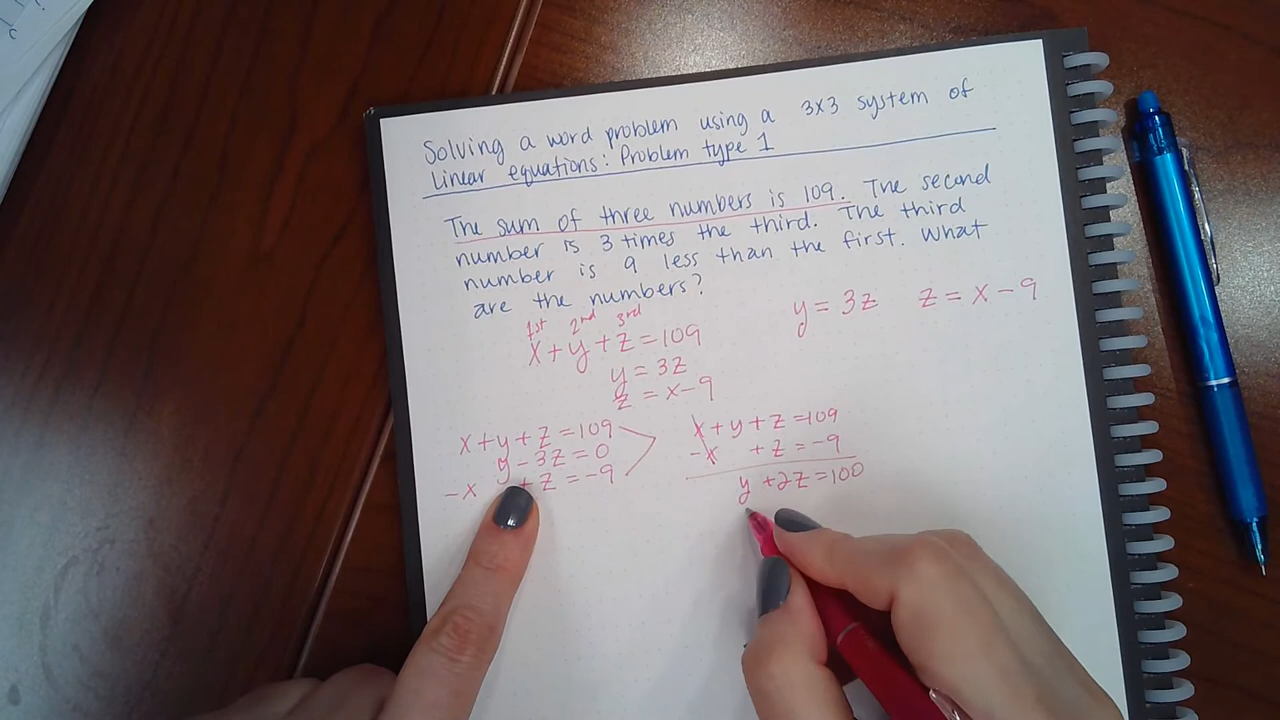 Solving a word problem using a 3x3 system of
linear equations: Problem type 1
The sum of three numbers is 109. The second
number is 3 times the third. The third
number is 9 less than the first. What
are the numbers?
y = 3z z = x - 9
1st 2nd 3rd
x + y + z = 109
y = 3z
z = x - 9
x + y + z = 109
y - 3z = 0
-x + z = -9
x + y + z = 109
-x + z = -9
y + 2z = 100